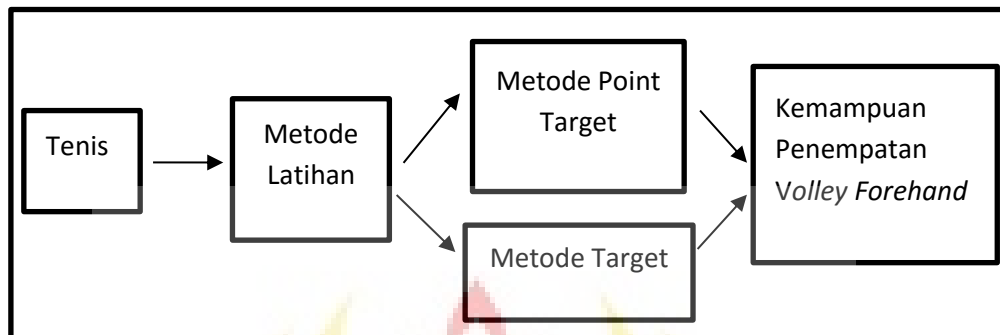 Tenis
Metode
Latihan
Metode Point
Target
Metode Target
Kemampuan
Penempatan
Volley Forehand